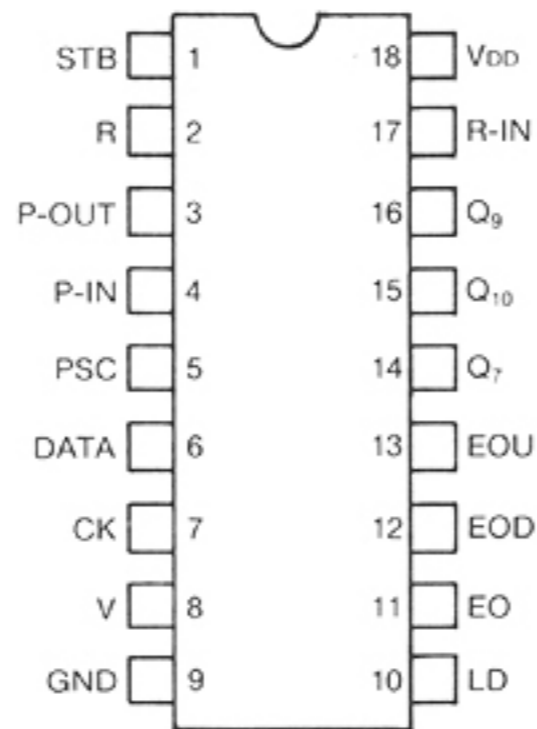 STB 1 18 VDD
R 2 17 R-IN
P-OUT 3 16 Q₉
P-IN 4 15 Q₁₀
PSC 5 14 Q₇
DATA 6 13 EOU
CK 7 12 EOD
V 8 11 EO
GND 9 10 LD